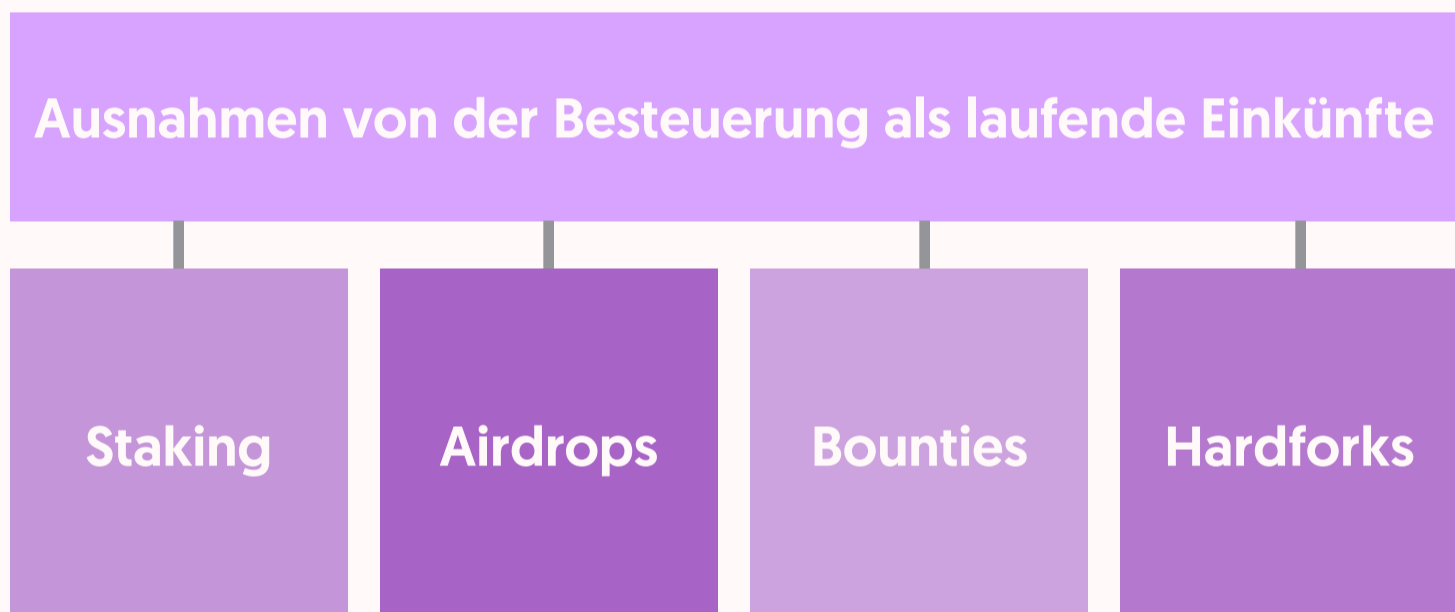 Ausnahmen von der Besteuerung als laufende Einkünfte
Staking
Airdrops
Bounties
Hardforks